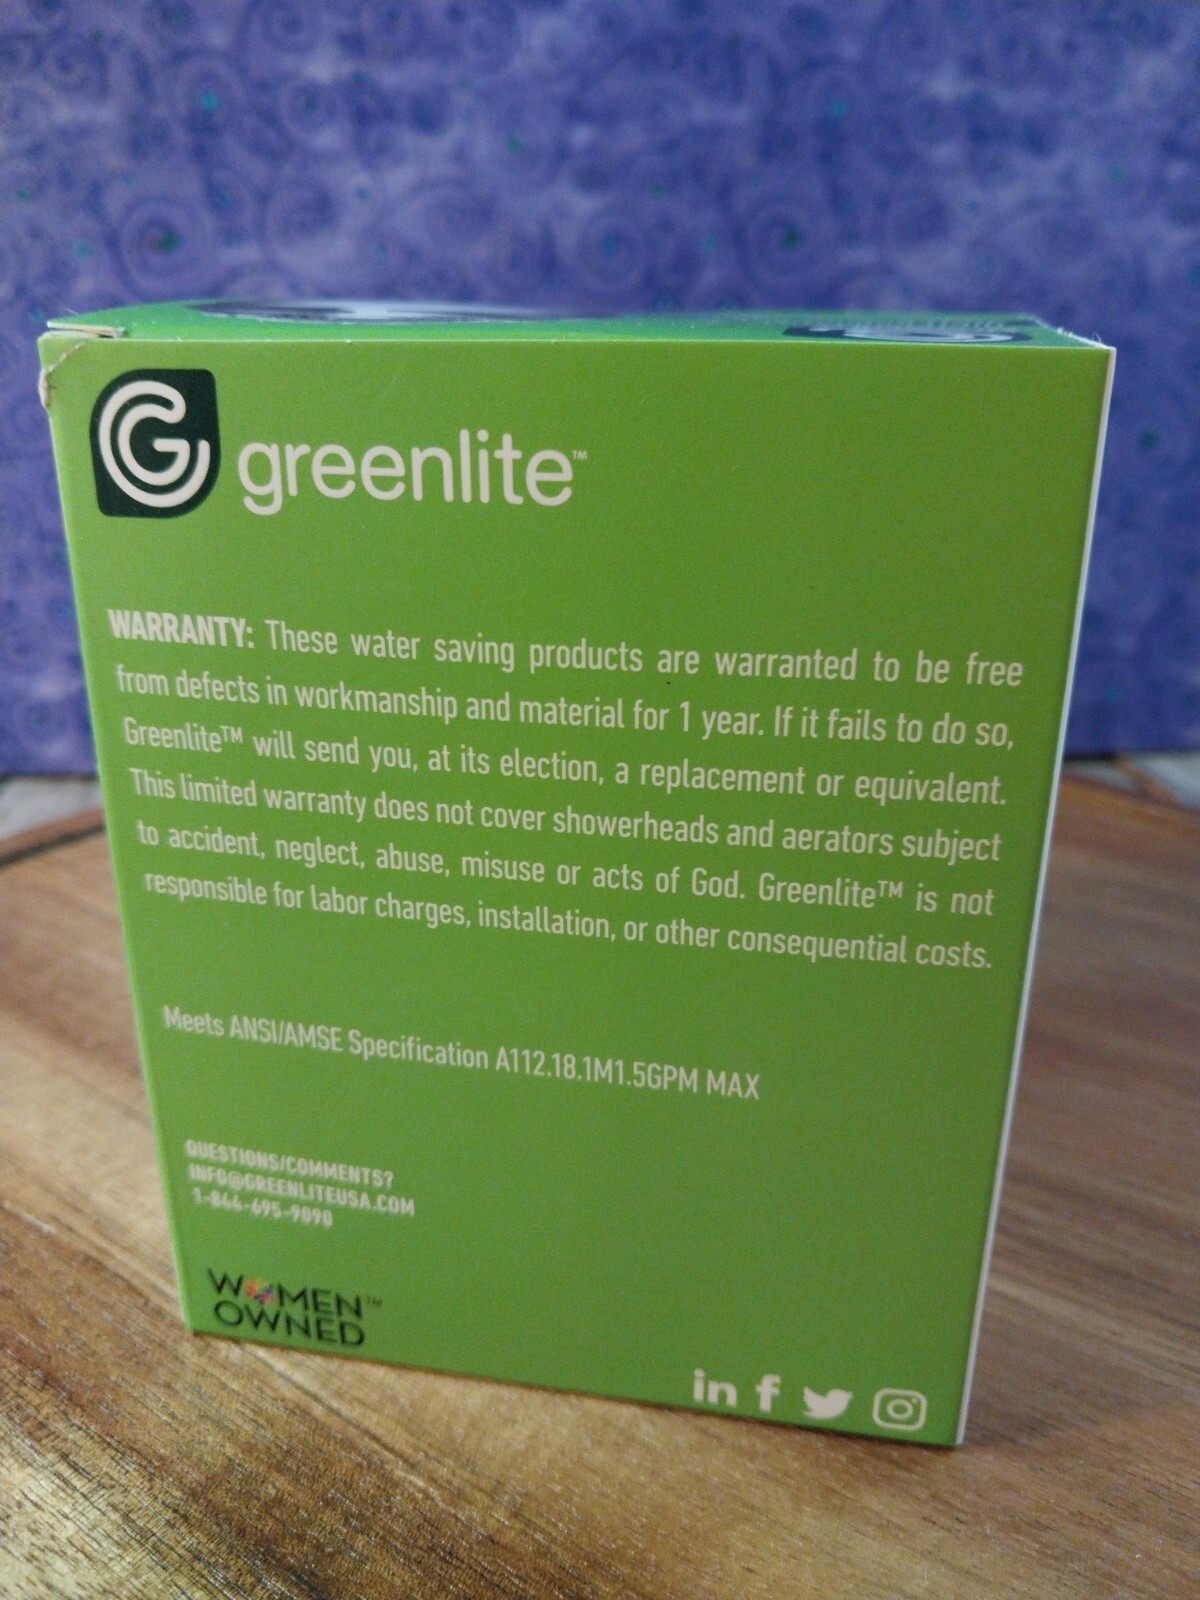 greenlite™
WARRANTY: These water saving products are warranted to be free
from defects in workmanship and material for 1 year. If it fails to do so,
Greenlite™ will send you, at its election, a replacement or equivalent.
This limited warranty does not cover showerheads and aerators subject
to accident, neglect, abuse, misuse or acts of God. Greenlite™ is not
responsible for labor charges, installation, or other consequential costs.
Meets ANSI/AMSE Specification A112.18.1M1.5GPM MAX
QUESTIONS/COMMENTS?
INFO@GREENLITEUSA.COM
1-844-695-9090
WOMEN™
OWNED